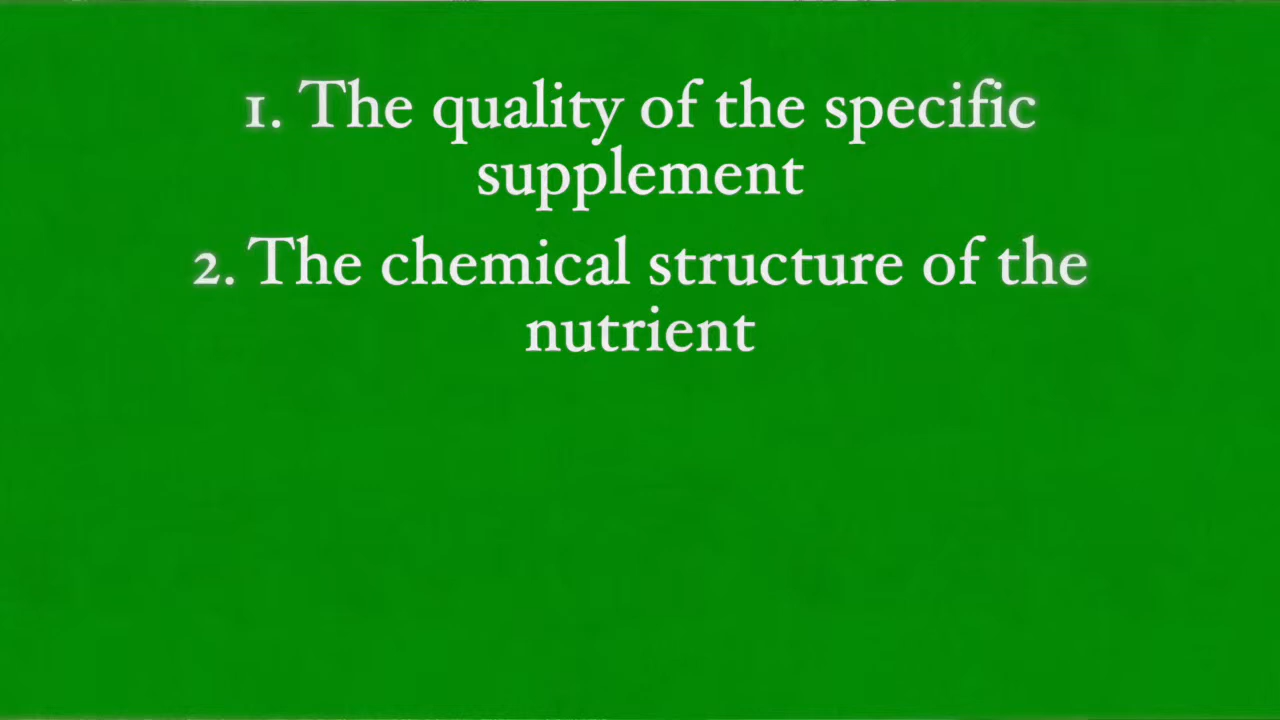 1. The quality of the specific
supplement
2. The chemical structure of the
nutrient